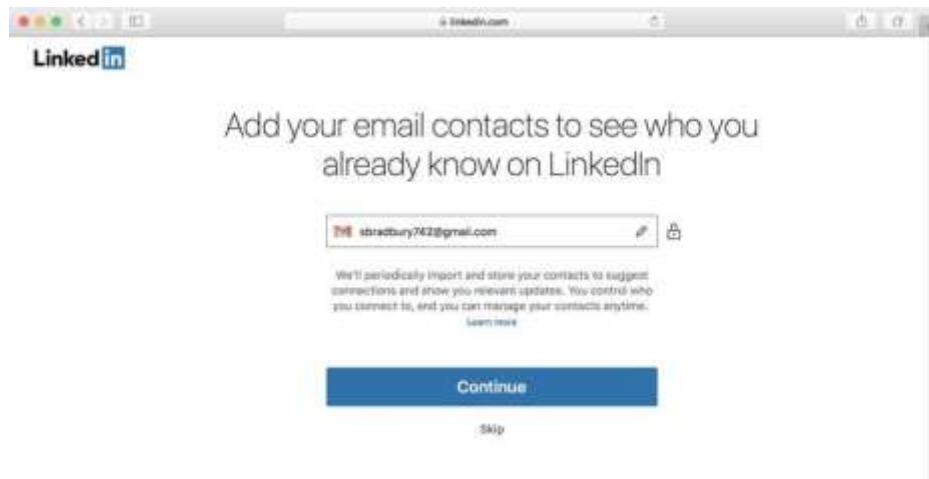 linkedin.com
Linked in
Add your email contacts to see who you
already know on LinkedIn
sbradbury742@gmail.com
We'll periodically import and store your contacts to suggest
connections and show you relevant updates. You control who
you connect to, and you can manage your contacts anytime.
Learn more
Continue
Skip